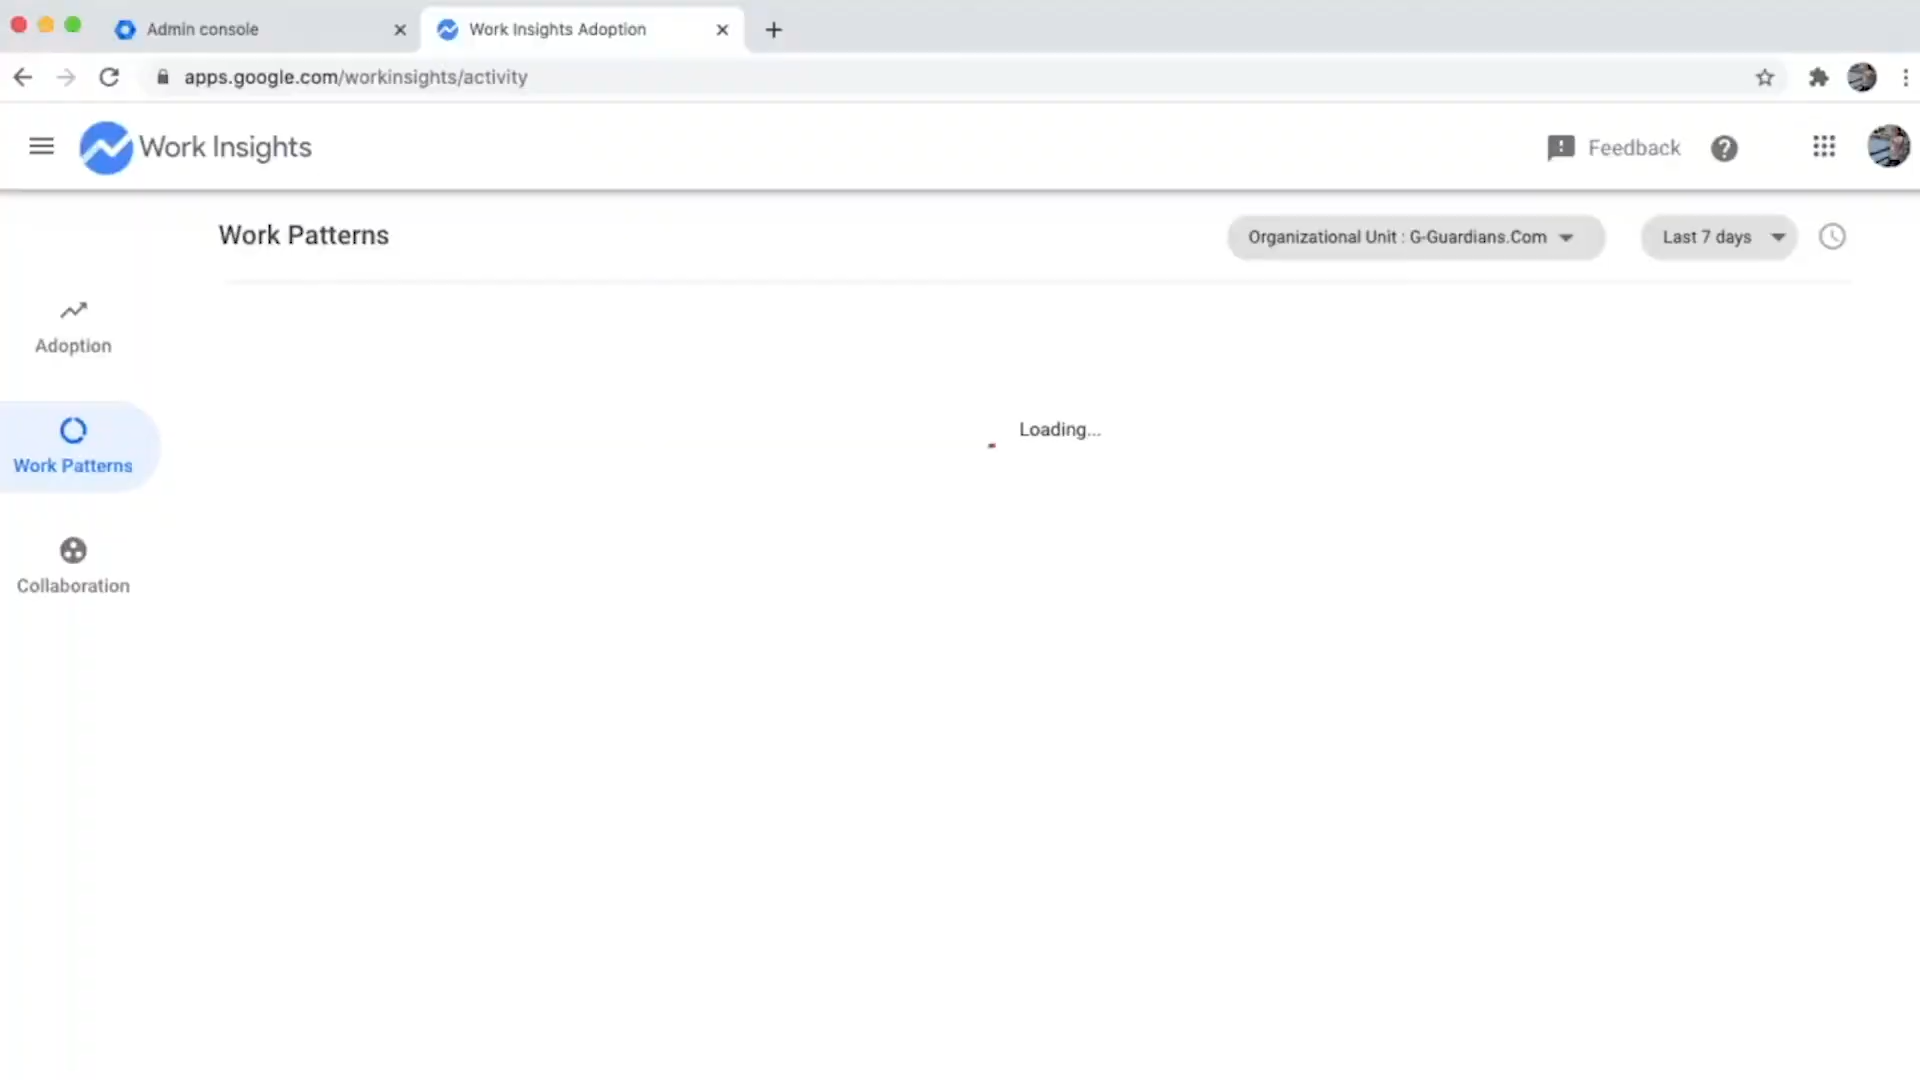 Admin console
Work Insights Adoption
apps.google.com/workinsights/activity
Work Insights
Feedback
Work Patterns
Organizational Unit : G-Guardians.Com
Last 7 days
Adoption
Loading...
Work Patterns
Collaboration